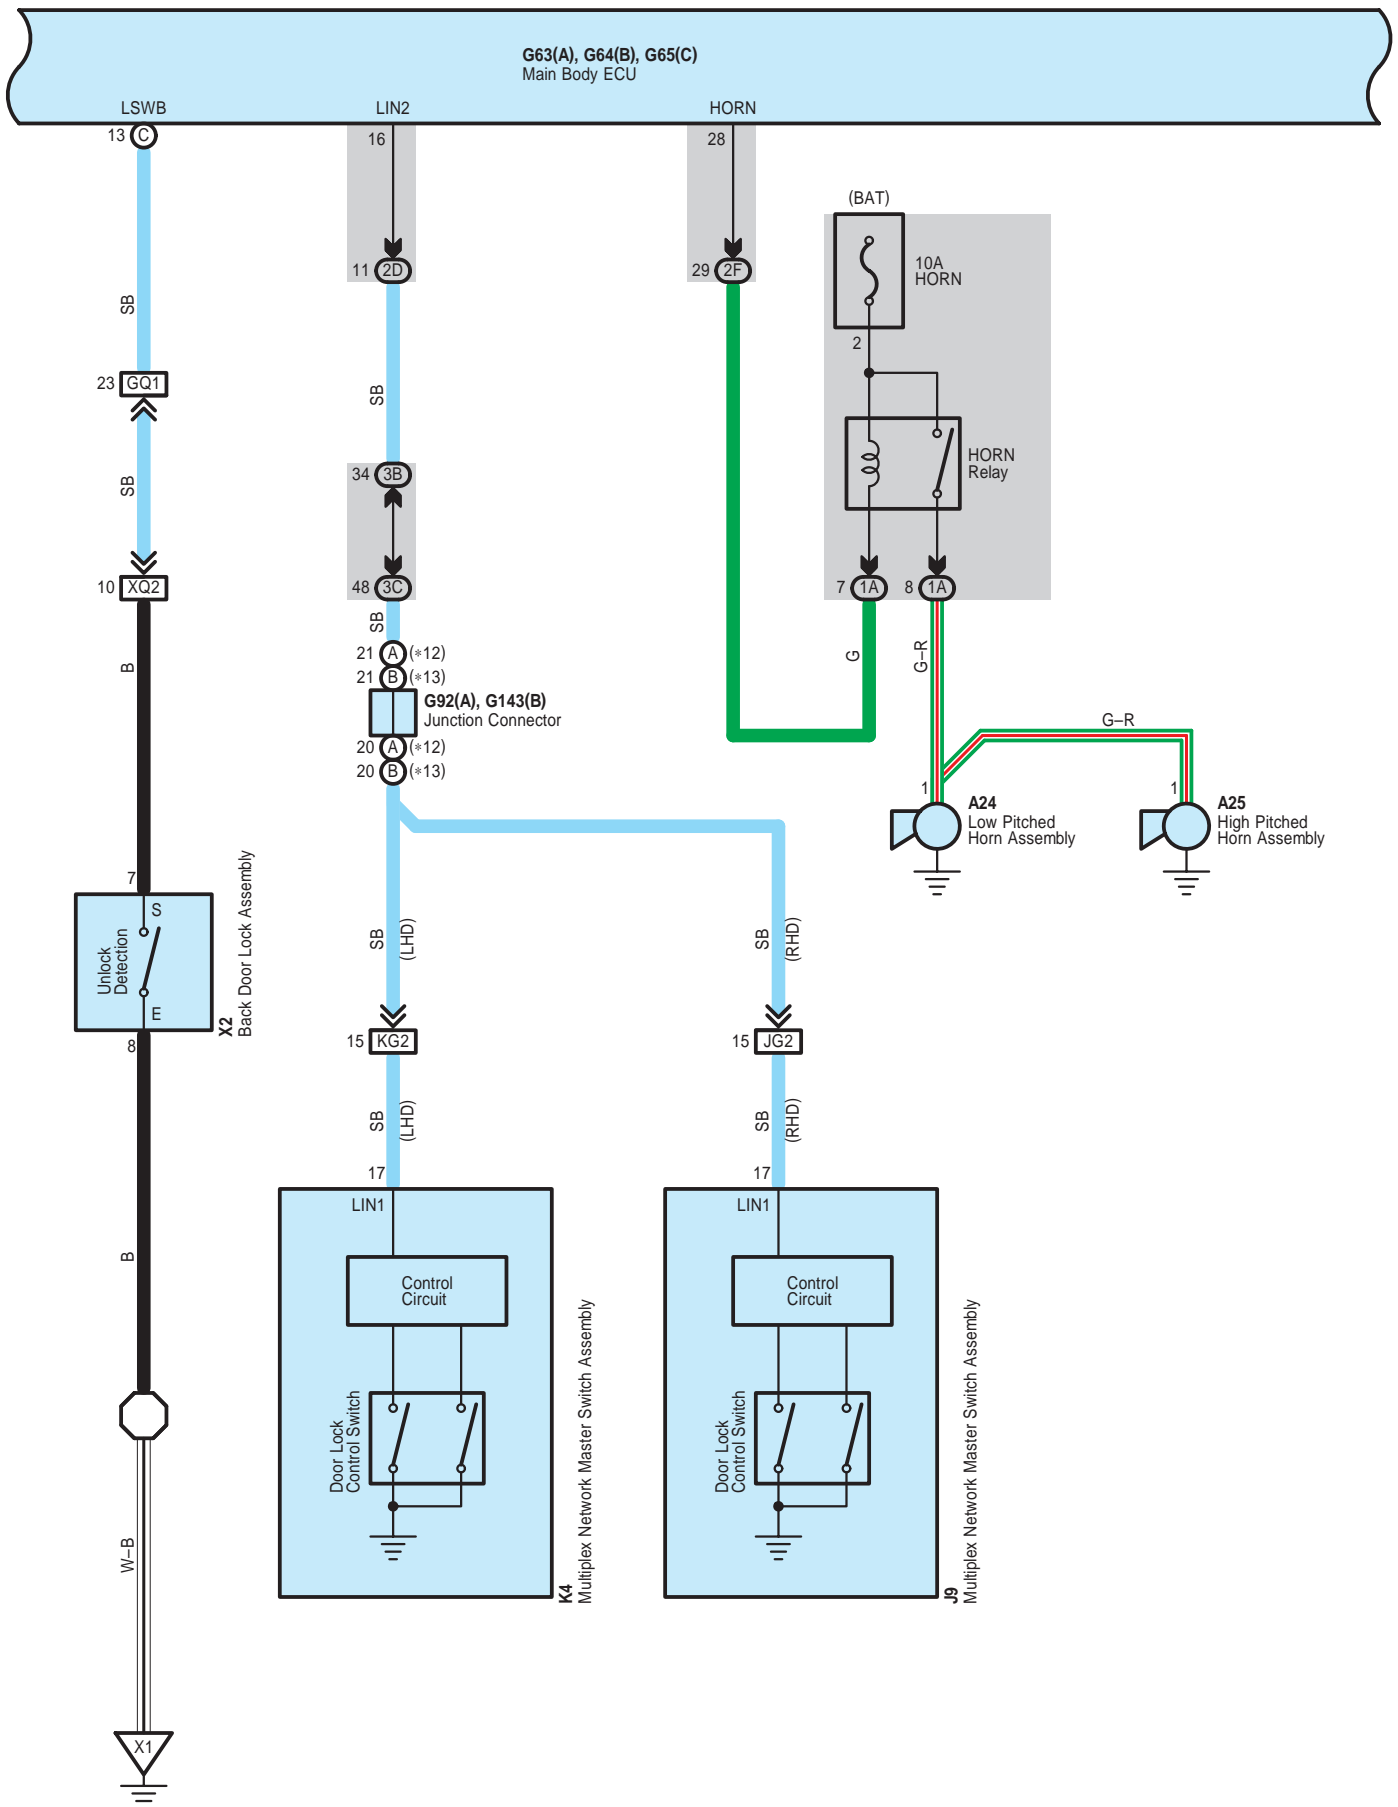 G63(A), G64(B), G65(C)
Main Body ECU
LSWB
LIN2
HORN
13 C
16
28
(BAT)
10A
HORN
11 2D
29 2F
2
SB
23 GQ1
SB
SB
34 3B
HORN
Relay
10 XQ2
48 3C
7 1A
8 1A
SB
B
21 A (*12)
21 B (*13)
G92(A), G143(B)
Junction Connector
20 A (*12)
20 B (*13)
G
G–R
G–R
1
A24
Low Pitched
Horn Assembly
1
A25
High Pitched
Horn Assembly
7
S
Unlock
Detection
E
8
X2
Back Door Lock Assembly
SB
(LHD)
SB
(RHD)
15 KG2
15 JG2
SB
(LHD)
SB
(RHD)
17
17
LIN1
LIN1
B
Control
Circuit
Control
Circuit
Door Lock
Control Switch
Door Lock
Control Switch
K4
Multiplex Network Master Switch Assembly
J9
Multiplex Network Master Switch Assembly
W–B
X1